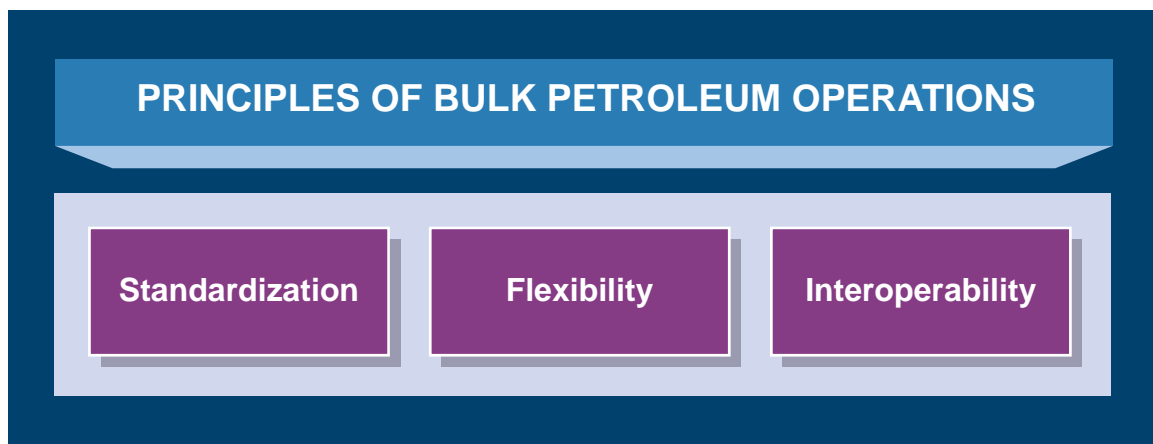 PRINCIPLES OF BULK PETROLEUM OPERATIONS
Standardization
Flexibility
Interoperability